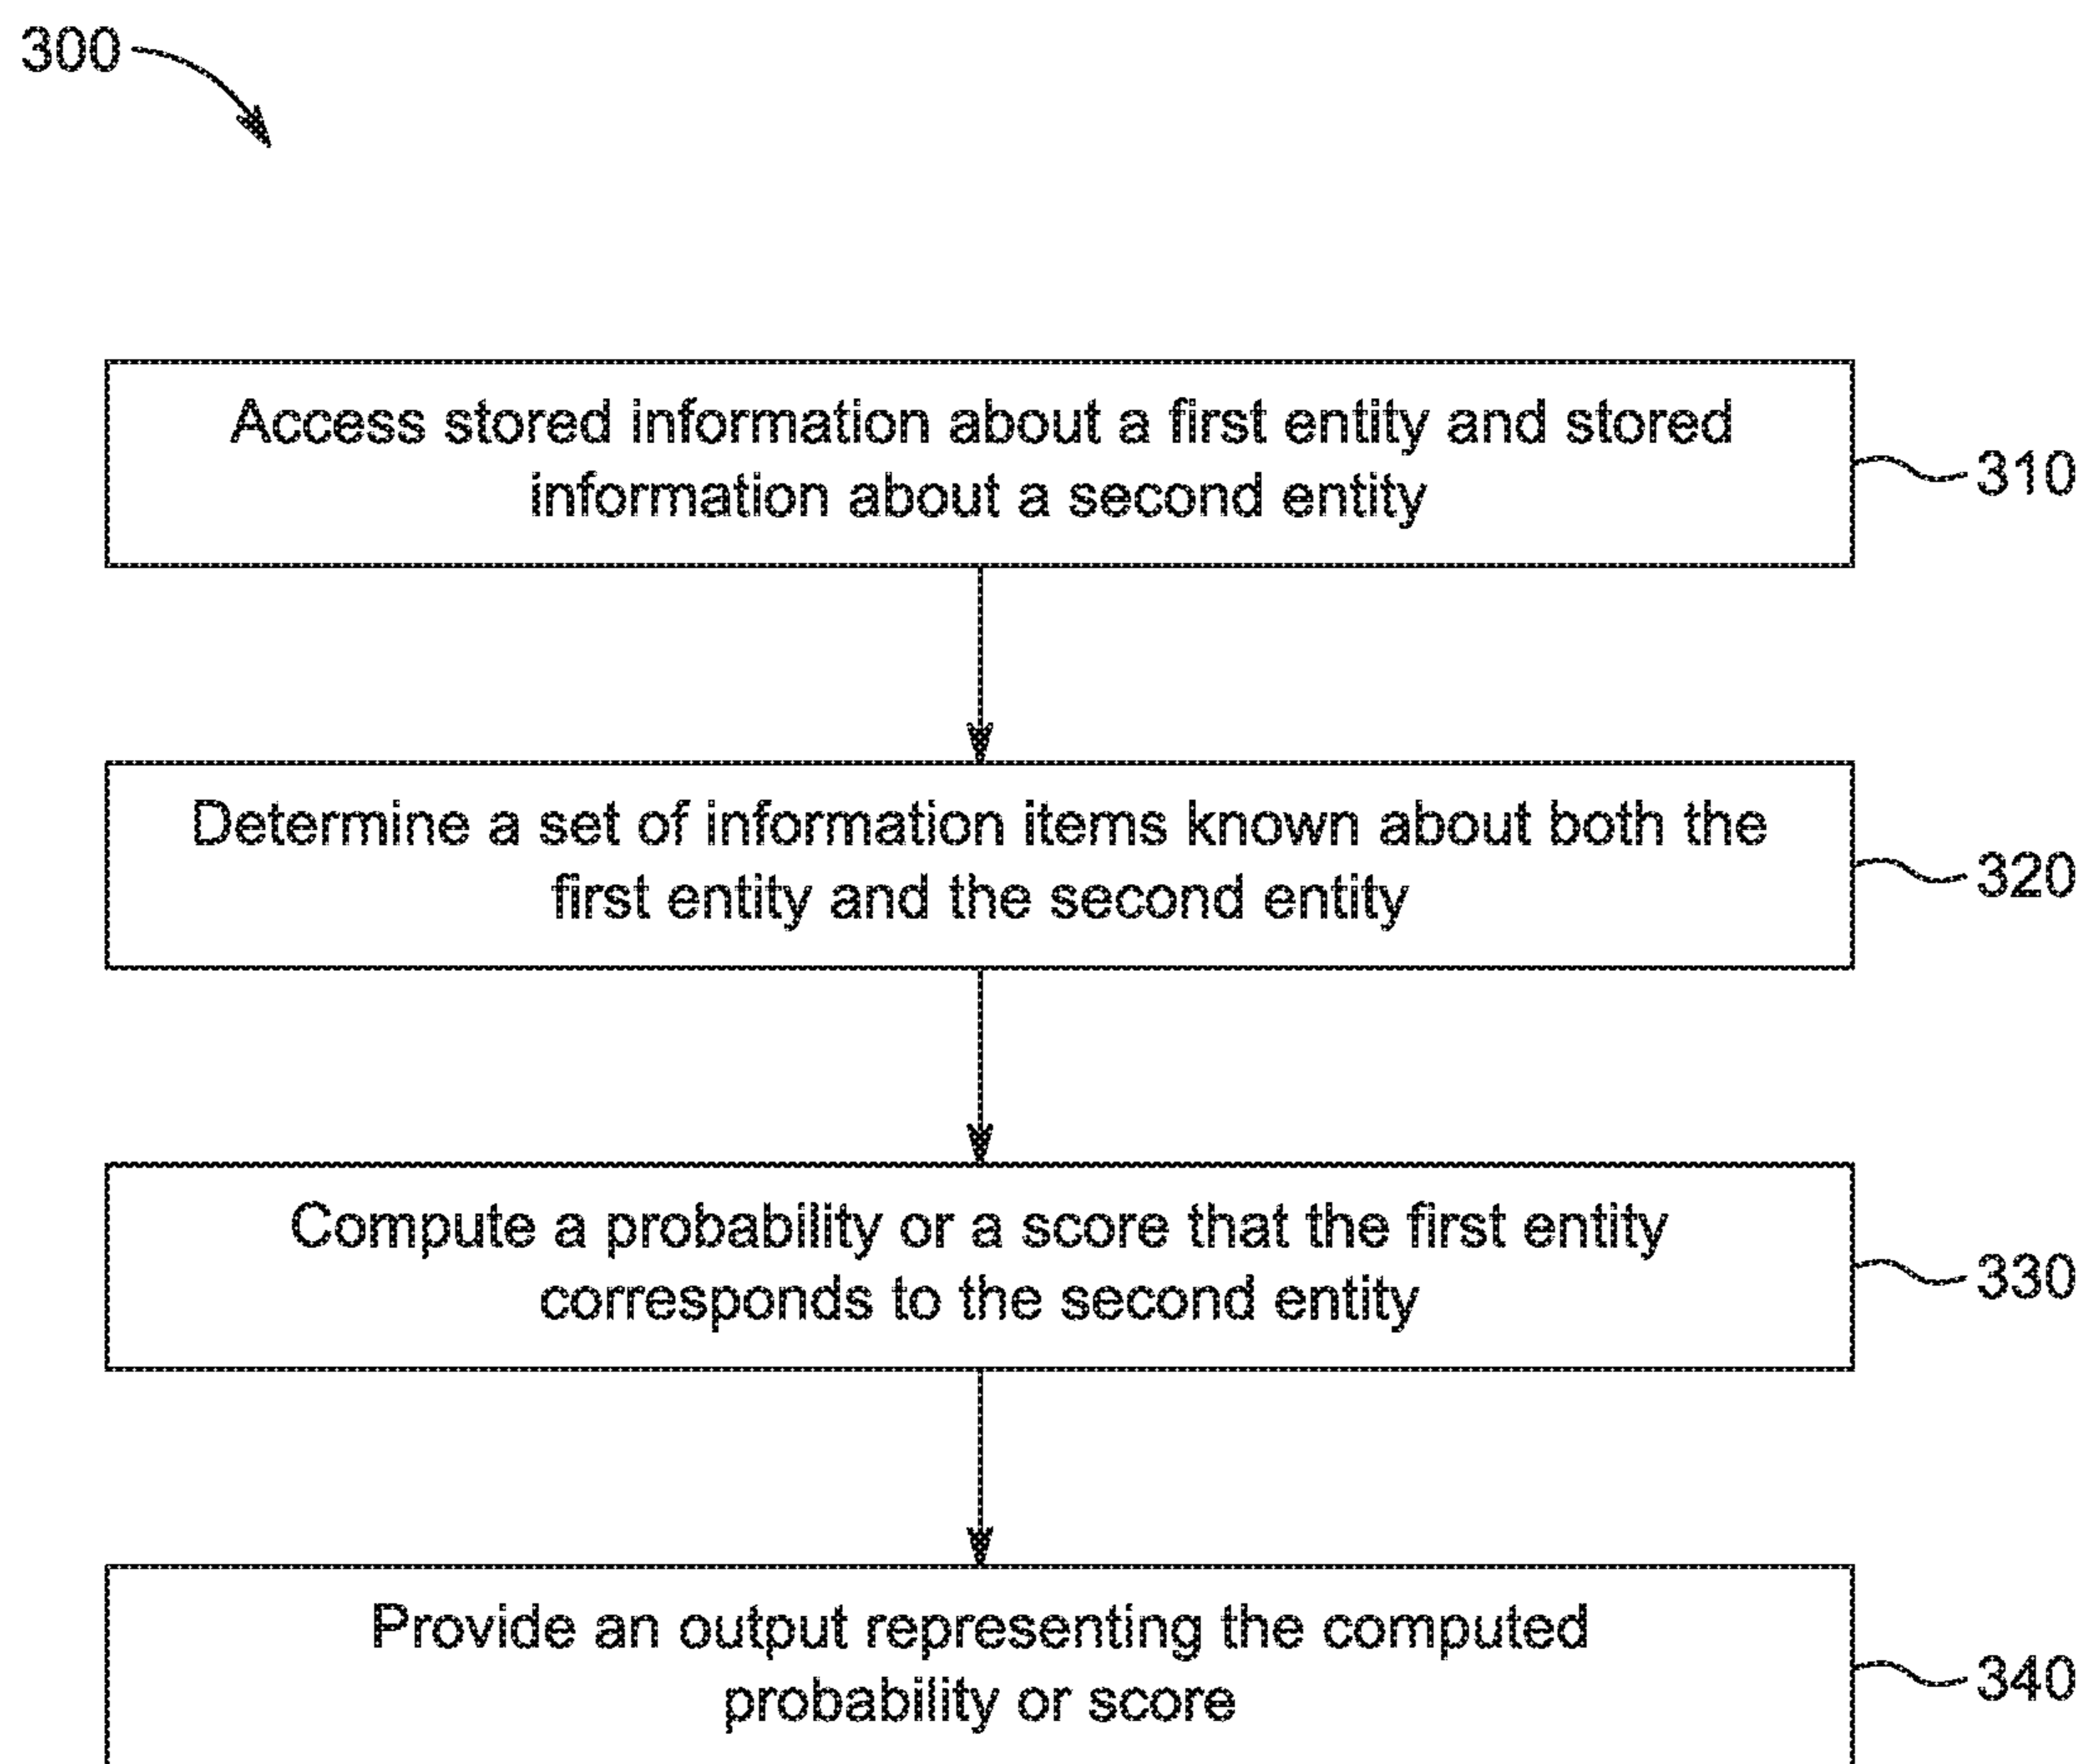 300
Access stored information about a first entity and stored
information about a second entity
310
Determine a set of information items known about both the
first entity and the second entity
320
Compute a probability or a score that the first entity
corresponds to the second entity
330
Provide an output representing the computed
probability or score
340